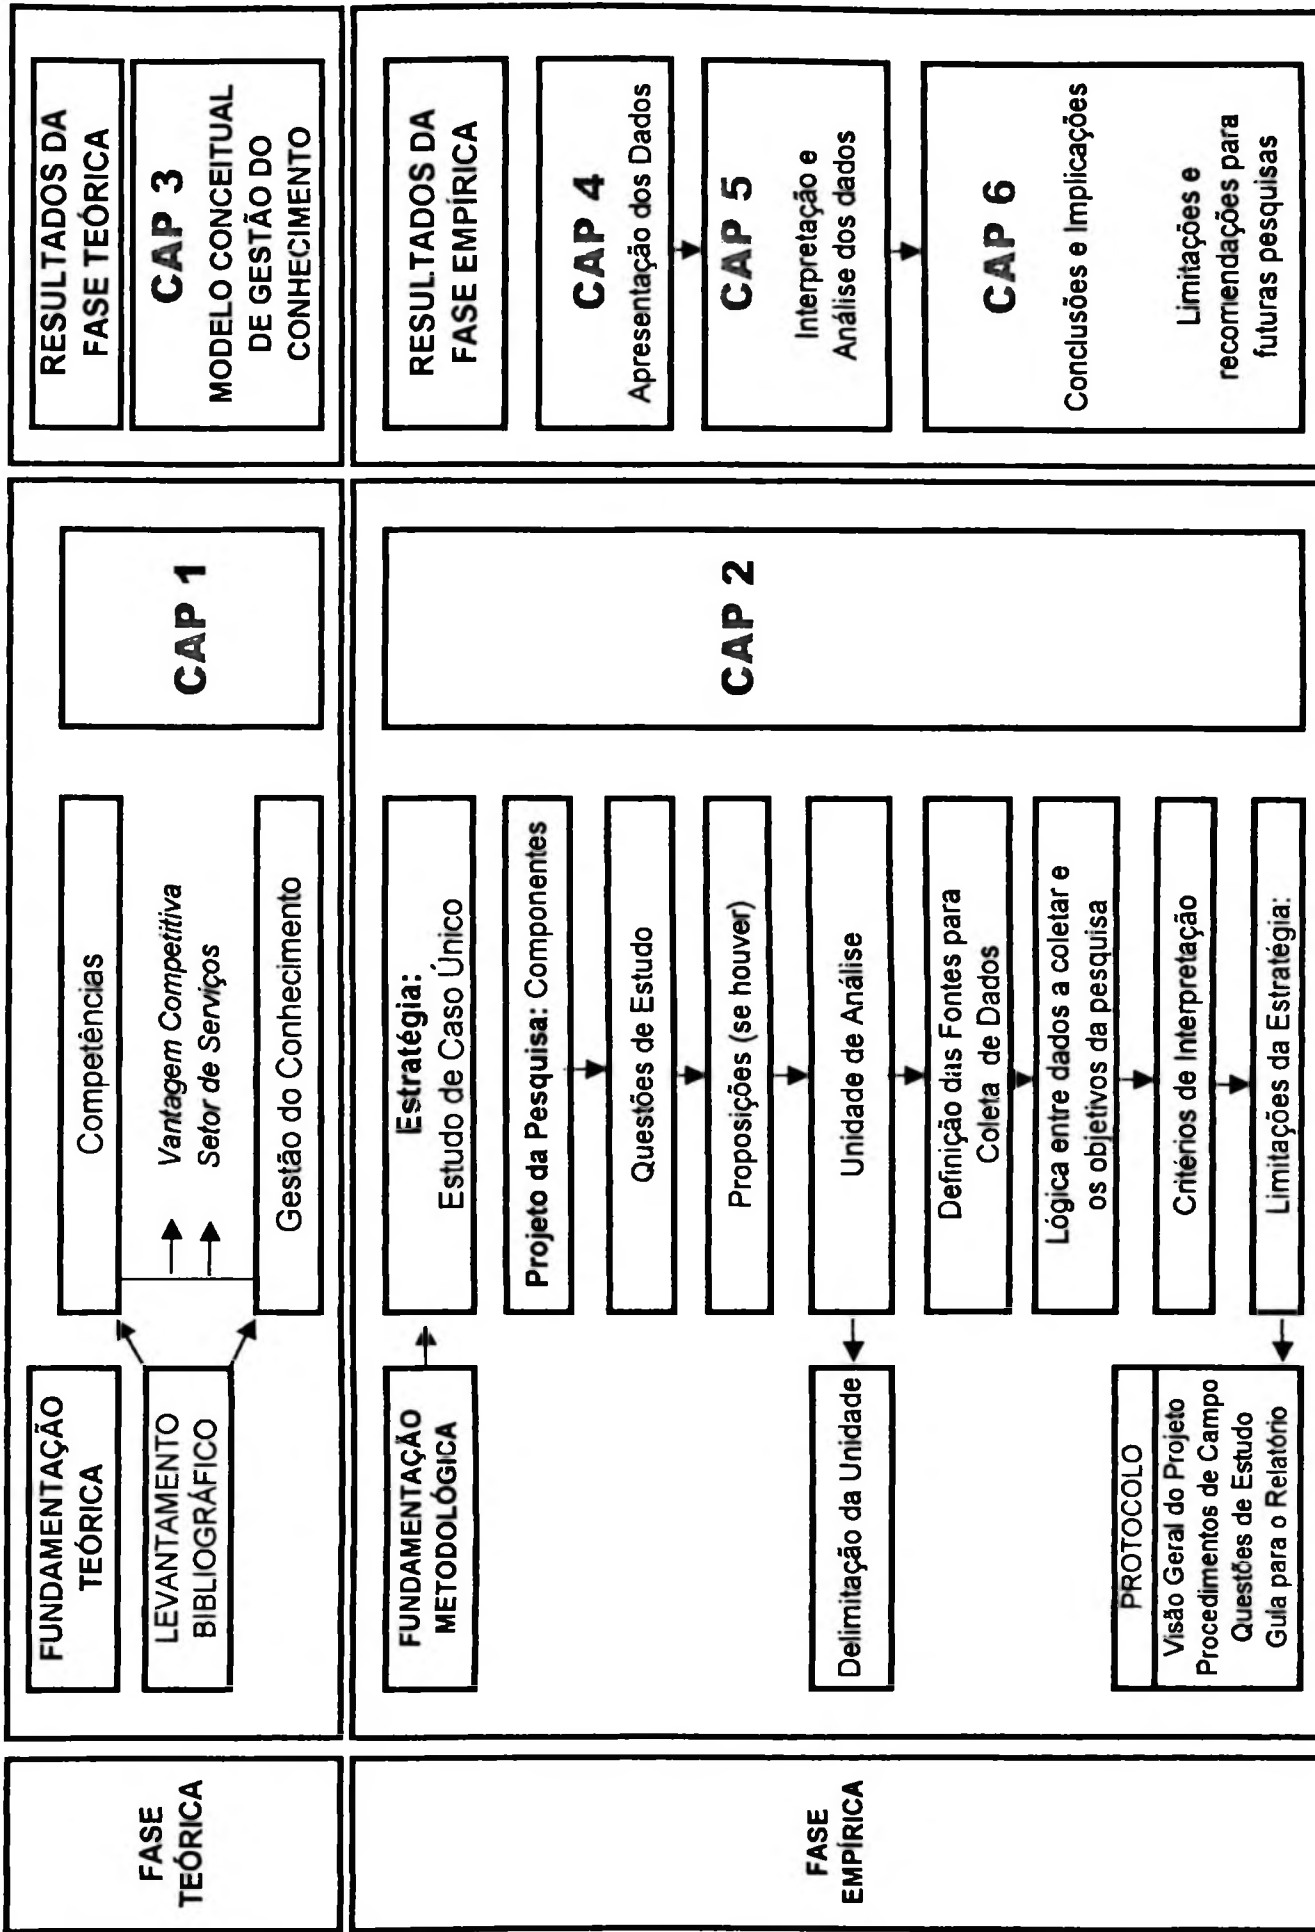 FASE
TEÓRICA
FUNDAMENTAÇÃO
TEÓRICA
LEVANTAMENTO
BIBLIOGRÁFICO
Competências
Vantagem Competitiva
Setor de Serviços
Gestão do Conhecimento
CAP 1
RESULTADOS DA
FASE TEÓRICA
CAP 3
MODELO CONCEITUAL
DE GESTÃO DO
CONHECIMENTO
FASE
EMPÍRICA
FUNDAMENTAÇÃO
METODOLÓGICA
Estratégia:
Estudo de Caso Único
Projeto da Pesquisa: Componentes
Questões de Estudo
Proposições (se houver)
Unidade de Análise
Delimitação da Unidade
Definição das Fontes para
Coleta de Dados
Lógica entre dados a coletar e
os objetivos da pesquisa
Critérios de Interpretação
Limitações da Estratégia:
PROTOCOLO
Visão Geral do Projeto
Procedimentos de Campo
Questões de Estudo
Guia para o Relatório
CAP 2
RESULTADOS DA
FASE EMPÍRICA
CAP 4
Apresentação dos Dados
CAP 5
Interpretação e
Análise dos dados
CAP 6
Conclusões e Implicações
Limitações e
recomendações para
futuras pesquisas